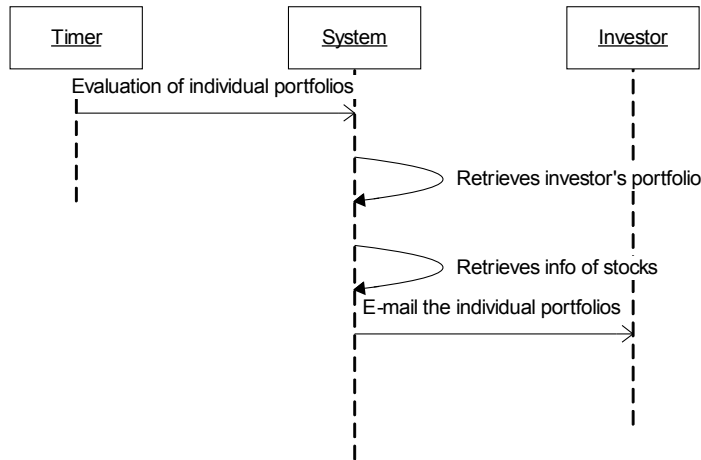 Timer
System
Investor
Evaluation of individual portfolios
Retrieves investor's portfolio
Retrieves info of stocks
E-mail the individual portfolios